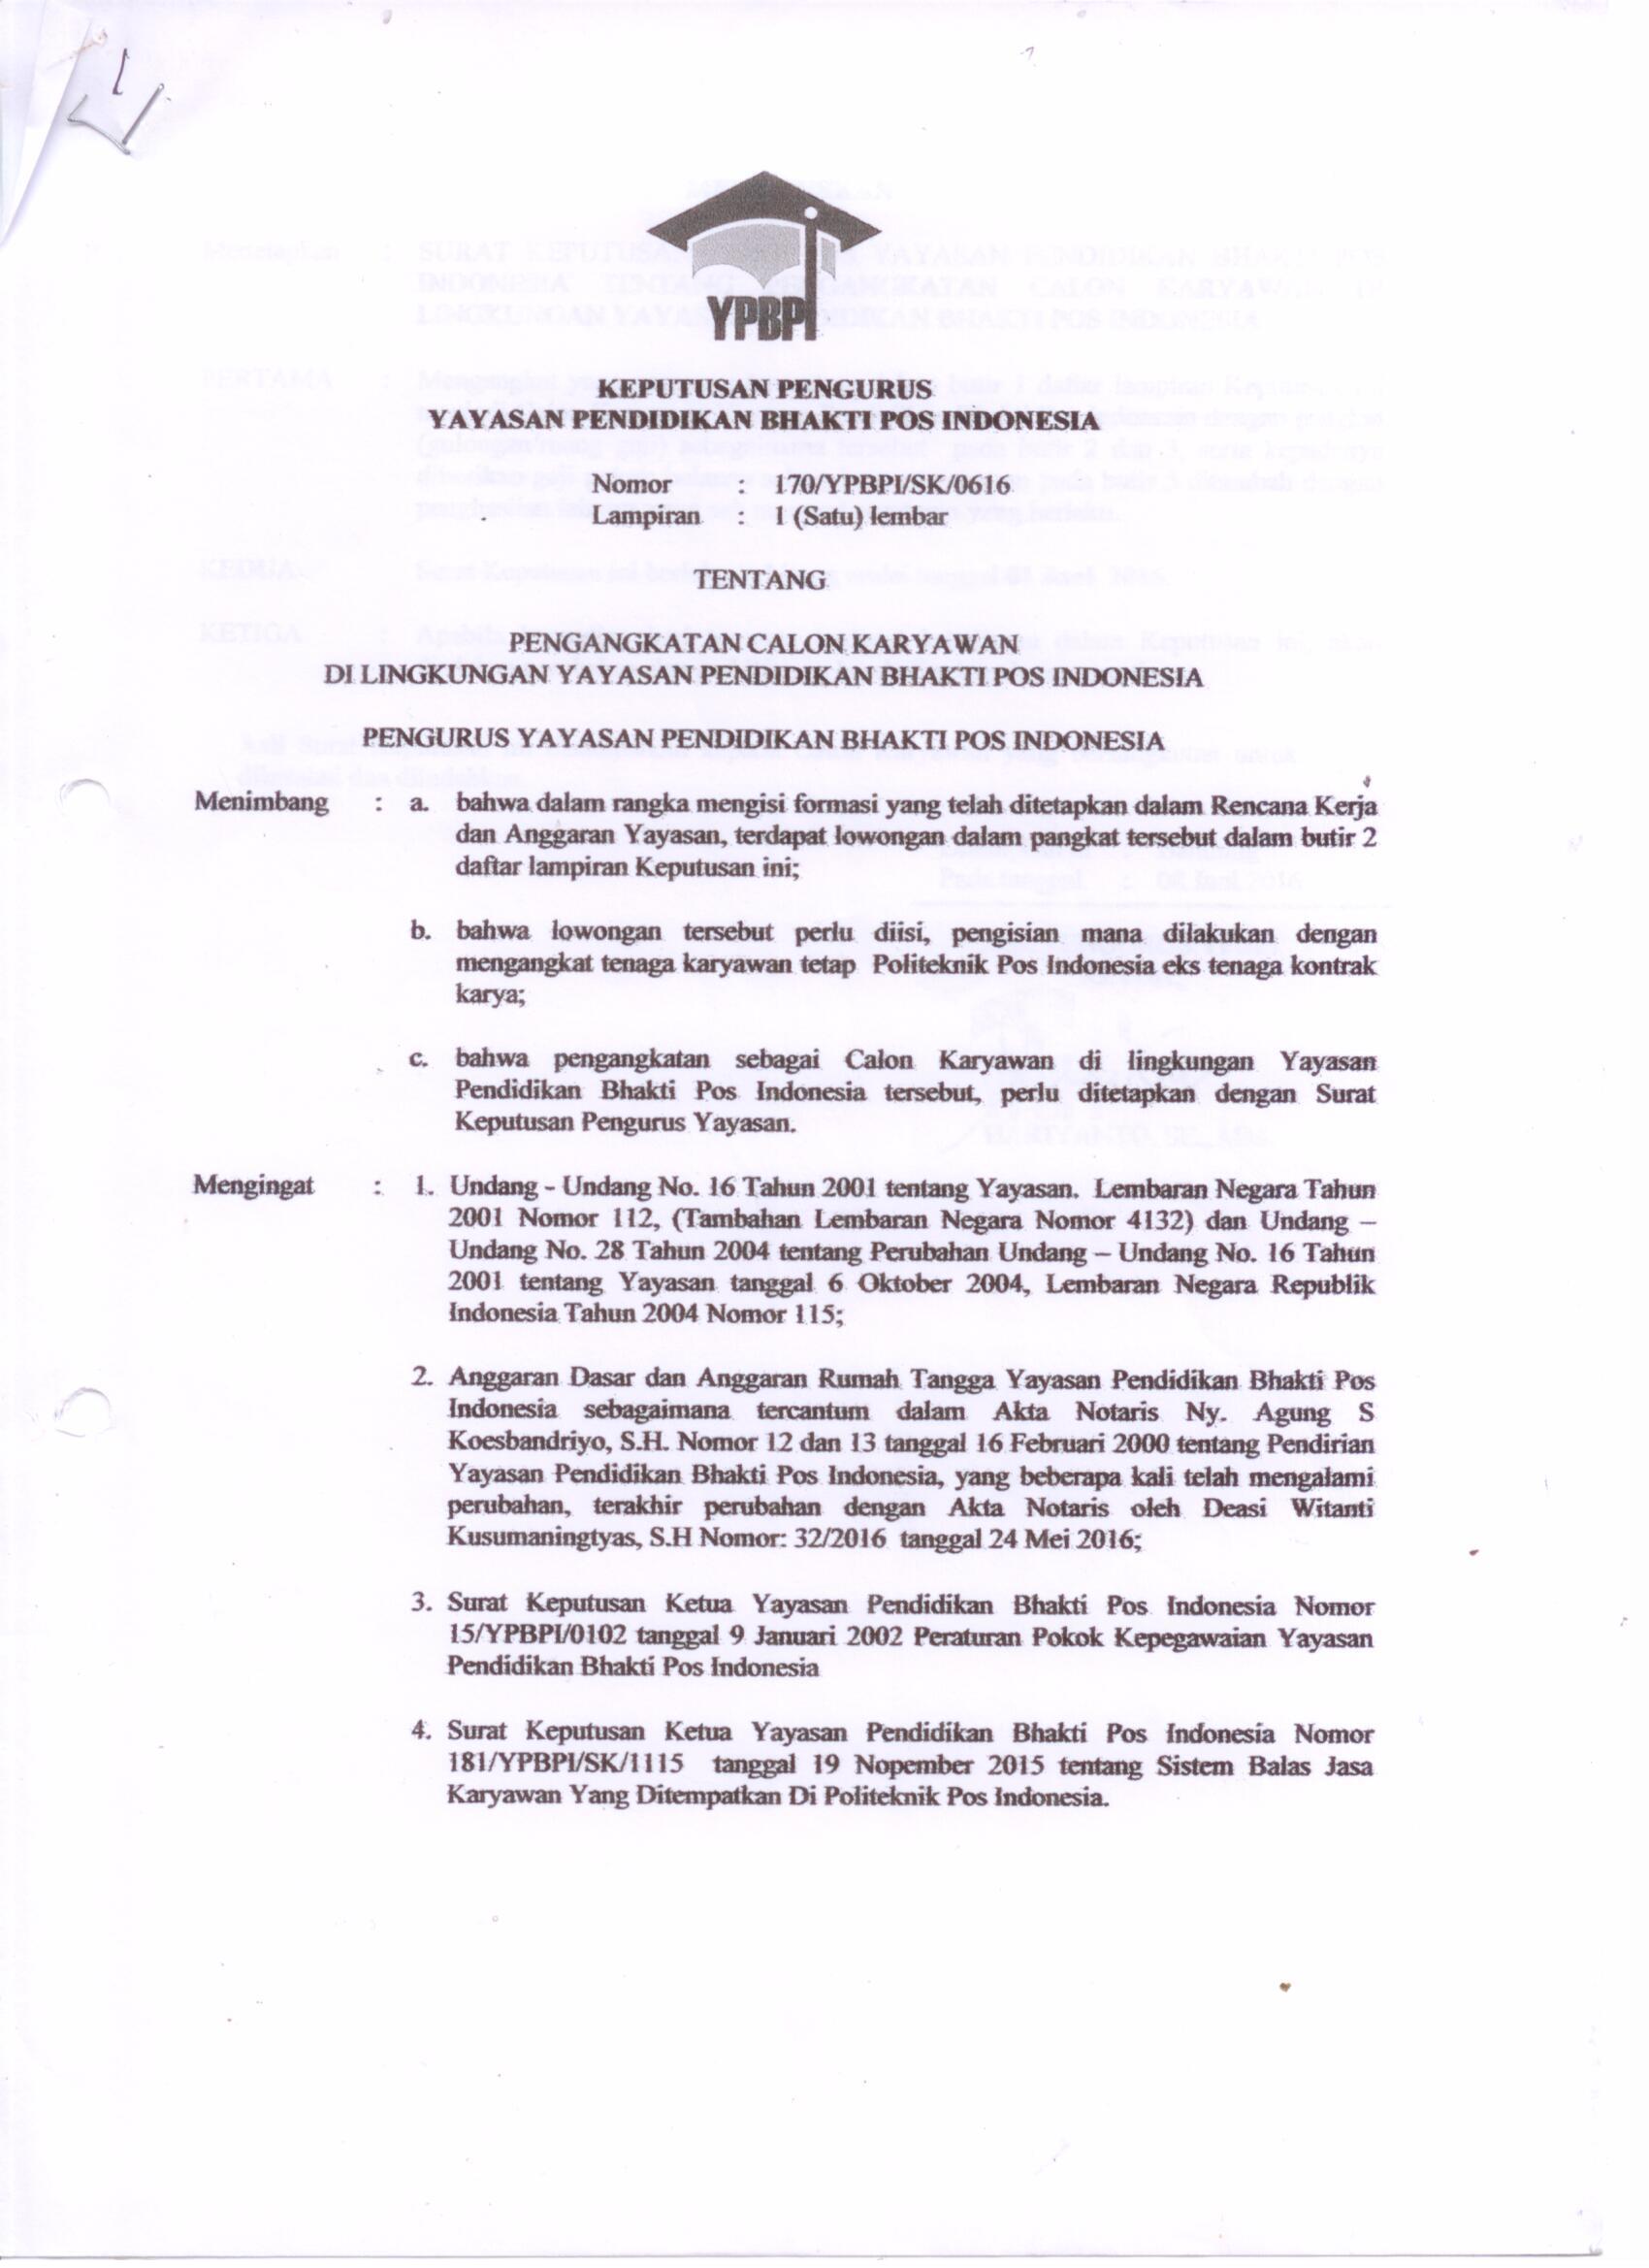 YPBPI
KEPUTUSAN PENGURUS
YAYASAN PENDIDIKAN BHAKTI POS INDONESIA
Nomor : 170/YPBPI/SK/0616
Lampiran : 1 (Satu) lembar
TENTANG
PENGANGKATAN CALON KARYAWAN
DI LINGKUNGAN YAYASAN PENDIDIKAN BHAKTI POS INDONESIA
PENGURUS YAYASAN PENDIDIKAN BHAKTI POS INDONESIA
Menimbang : a. bahwa dalam rangka mengisi formasi yang telah ditetapkan dalam Rencana Kerja
dan Anggaran Yayasan, terdapat lowongan dalam pangkat tersebut dalam butir 2
daftar lampiran Keputusan ini;
b. bahwa lowongan tersebut perlu diisi, pengisian mana dilakukan dengan
mengangkat tenaga karyawan tetap Politeknik Pos Indonesia eks tenaga kontrak
karya;
c. bahwa pengangkatan sebagai Calon Karyawan di lingkungan Yayasan
Pendidikan Bhakti Pos Indonesia tersebut, perlu ditetapkan dengan Surat
Keputusan Pengurus Yayasan.
Mengingat : 1. Undang - Undang No. 16 Tahun 2001 tentang Yayasan. Lembaran Negara Tahun
2001 Nomor 112, (Tambahan Lembaran Negara Nomor 4132) dan Undang –
Undang No. 28 Tahun 2004 tentang Perubahan Undang – Undang No. 16 Tahun
2001 tentang Yayasan tanggal 6 Oktober 2004, Lembaran Negara Republik
Indonesia Tahun 2004 Nomor 115;
2. Anggaran Dasar dan Anggaran Rumah Tangga Yayasan Pendidikan Bhakti Pos
Indonesia sebagaimana tercantum dalam Akta Notaris Ny. Agung S
Koesbandriyo, S.H. Nomor 12 dan 13 tanggal 16 Februari 2000 tentang Pendirian
Yayasan Pendidikan Bhakti Pos Indonesia, yang beberapa kali telah mengalami
perubahan, terakhir perubahan dengan Akta Notaris oleh Deasi Witanti
Kusumaningtyas, S.H Nomor: 32/2016 tanggal 24 Mei 2016;
3. Surat Keputusan Ketua Yayasan Pendidikan Bhakti Pos Indonesia Nomor
15/YPBPI/0102 tanggal 9 Januari 2002 Peraturan Pokok Kepegawaian Yayasan
Pendidikan Bhakti Pos Indonesia
4. Surat Keputusan Ketua Yayasan Pendidikan Bhakti Pos Indonesia Nomor
181/YPBPI/SK/1115 tanggal 19 Nopember 2015 tentang Sistem Balas Jasa
Karyawan Yang Ditempatkan Di Politeknik Pos Indonesia.